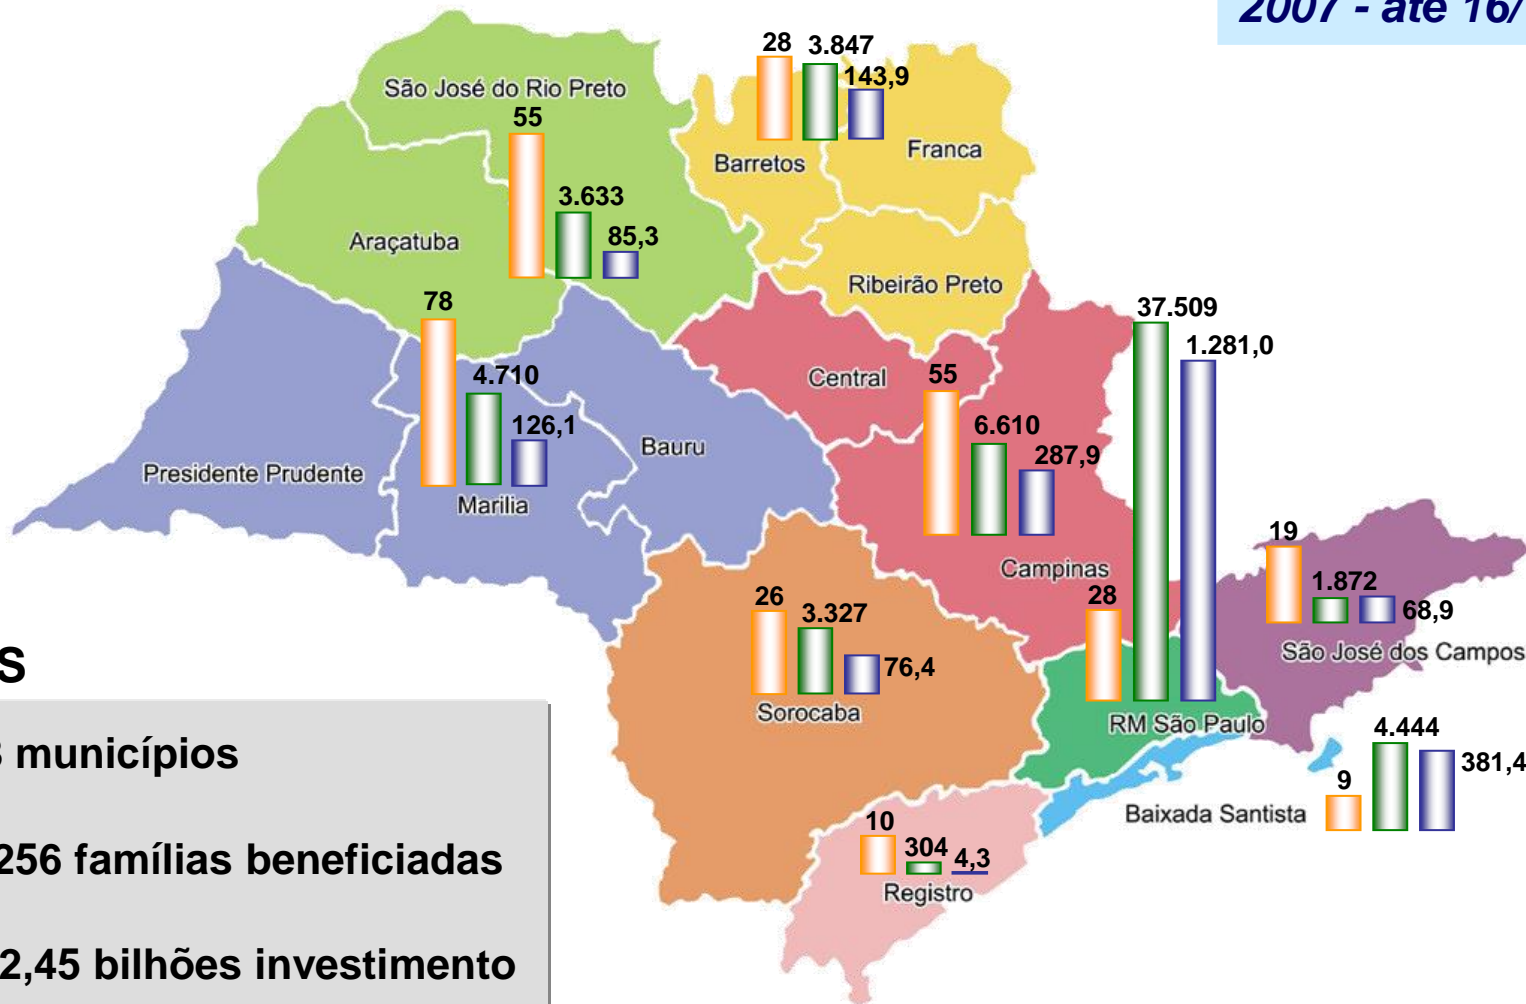 2007 - até 16/
28 3.847
143,9
São José do Rio Preto
55
Franca
Barretos
3.633
85,3
Araçatuba
Ribeirão Preto
78
37.509
1.281,0
4.710
Central
55
126,1
6.610
287,9
Bauru
Presidente Prudente
Marilia
19
Campinas
1.872
68,9
26
3.327
28
76,4
São José dos Campos
S
Sorocaba
RM São Paulo
4.444
3 municípios
381,4
9
Baixada Santista
10
304 4,3
256 famílias beneficiadas
Registro
2,45 bilhões investimento